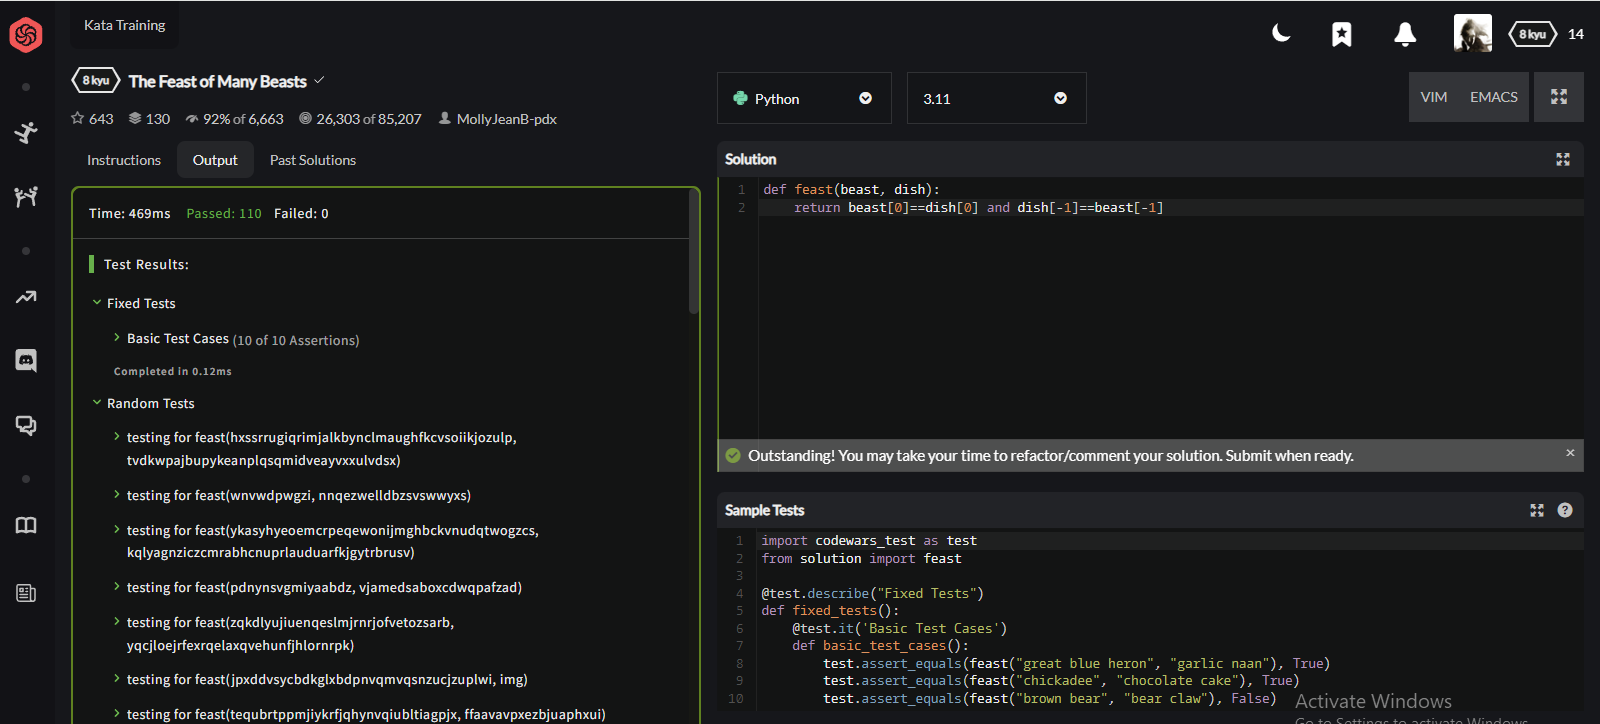 Kata Training
8 kyu 14
8 kyu The Feast of Many Beasts
643 130 92% of 6,663 26,303 of 85,207 MollyJeanB-pdx
Instructions Output Past Solutions
Time: 469ms Passed: 110 Failed: 0
Test Results:
Fixed Tests
Basic Test Cases (10 of 10 Assertions)
Completed in 0.12ms
Random Tests
testing for feast(hxssrrugiqrimjalkbynclmaughfkcvsoiikjozulp,
tvdkwpajbupykeanplqsqmidveayvxxulvdsx)
testing for feast(wnvwdpwgzi, nnqezwelldbzsvswwyxs)
testing for feast(ykasyhyeoemcrpeqewonijmghbckvnudqtwogzcs,
kqlyagnziczcmrabhcnuprlauduarfkjgytrbrusv)
testing for feast(pdnynsvgmiyaabdz, vjamedsaboxcdwqpafzad)
testing for feast(zqkdlyujiuenqeslmjrnrjofvetozsarb,
yqcjloejrfexrqelaxqvehunfjhlornrpk)
testing for feast(jpxddvsycbdkglxbdpnvqmvqsnzucjzuplwi, img)
testing for feast(tequbrtppmjiykrfjqhynvqiubltiagpjx, ffaavavpxezbjuaphxui)
Python 3.11 VIM EMACS
Solution
1 def feast(beast, dish):
2 return beast[0]==dish[0] and dish[-1]==beast[-1]
Outstanding! You may take your time to refactor/comment your solution. Submit when ready.
Sample Tests
1 import codewars_test as test
2 from solution import feast
3
4 @test.describe("Fixed Tests")
5 def fixed_tests():
6 @test.it('Basic Test Cases')
7 def basic_test_cases():
8 test.assert_equals(feast("great blue heron", "garlic naan"), True)
9 test.assert_equals(feast("chickadee", "chocolate cake"), True)
10 test.assert_equals(feast("brown bear", "bear claw"), False)
Activate Windows
Go to Settings to activate Windows.